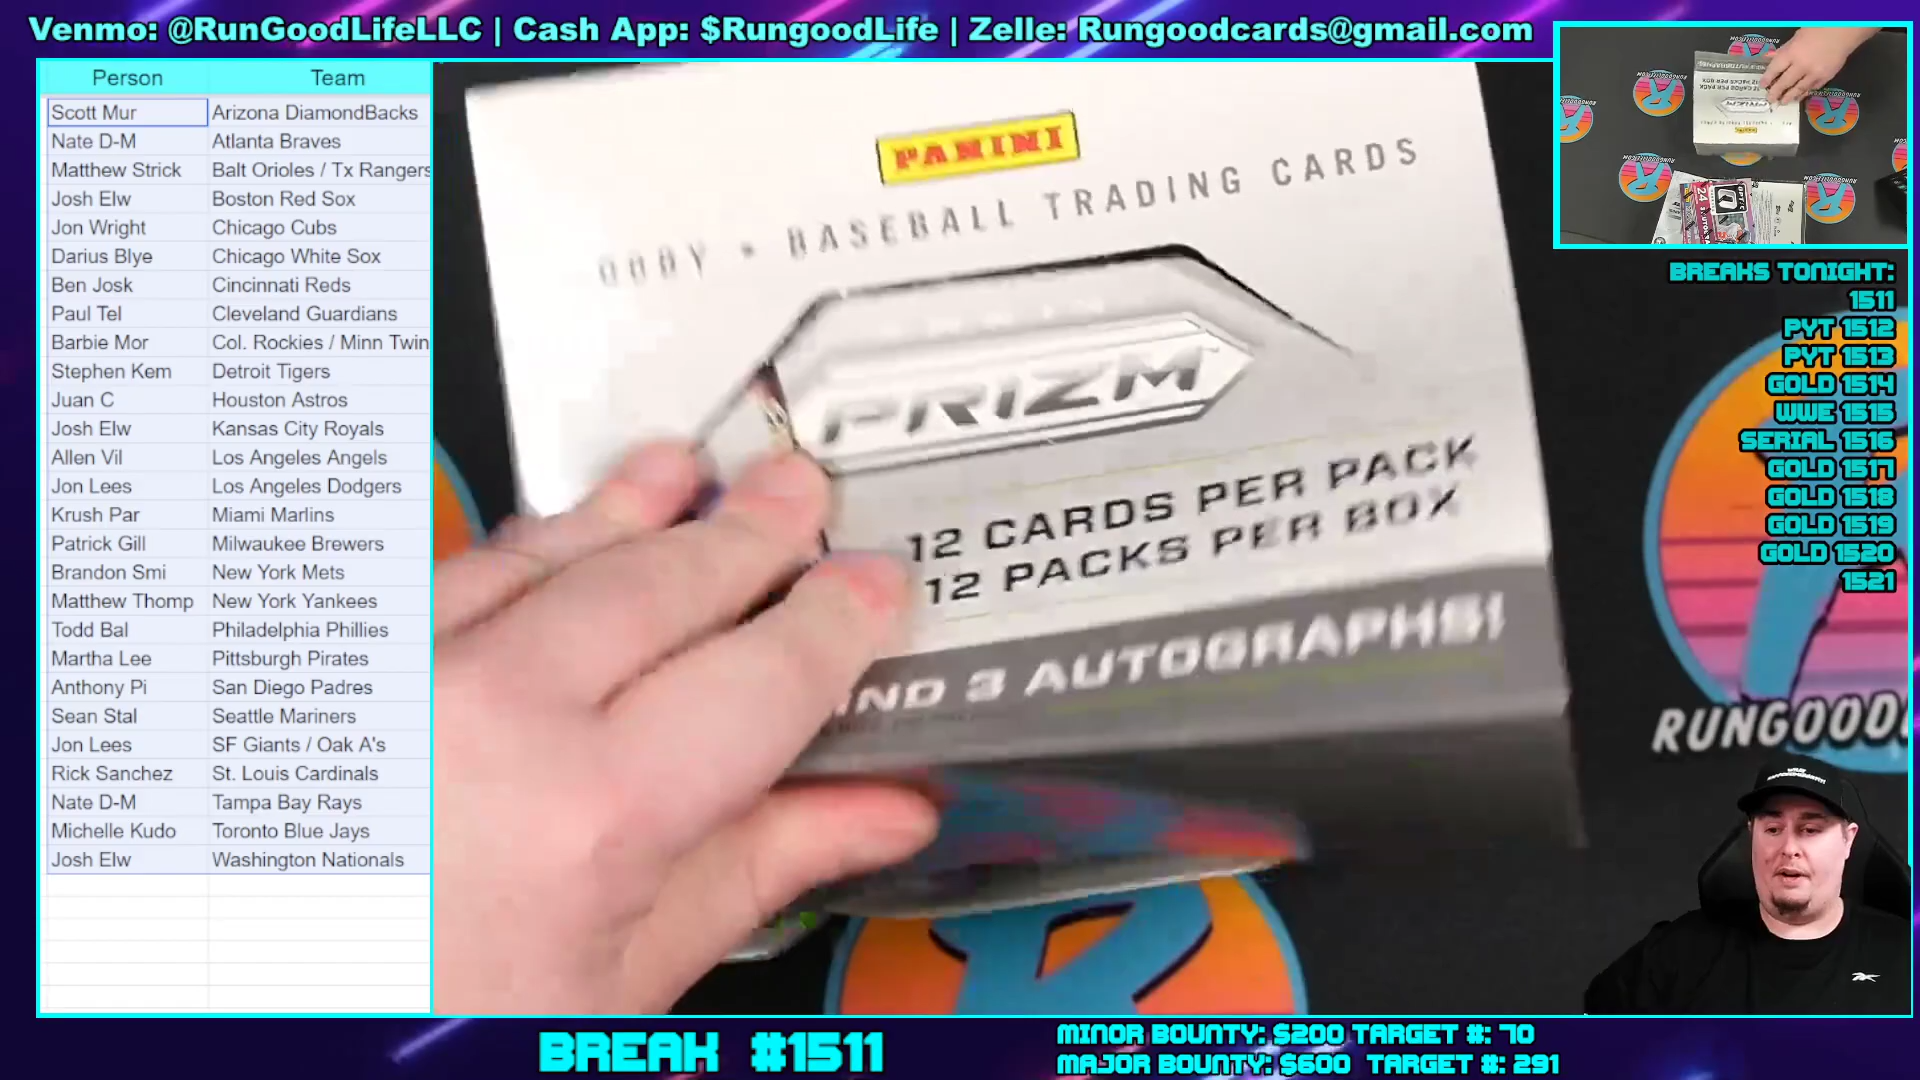 Venmo: @RunGoodLifeLLC | Cash App: $RungoodLife | Zelle: Rungoodcards@gmail.com
Person Team
Scott Mur Arizona DiamondBacks
Nate D-M Atlanta Braves
Matthew Strick Balt Orioles / Tx Rangers
Josh Elw Boston Red Sox
Jon Wright Chicago Cubs
Darius Blye Chicago White Sox
Ben Josk Cincinnati Reds
Paul Tel Cleveland Guardians
Barbie Mor Col. Rockies / Minn Twin
Stephen Kem Detroit Tigers
Juan C Houston Astros
Josh Elw Kansas City Royals
Allen Vil Los Angeles Angels
Jon Lees Los Angeles Dodgers
Krush Par Miami Marlins
Patrick Gill Milwaukee Brewers
Brandon Smi New York Mets
Matthew Thomp New York Yankees
Todd Bal Philadelphia Phillies
Martha Lee Pittsburgh Pirates
Anthony Pi San Diego Padres
Sean Stal Seattle Mariners
Jon Lees SF Giants / Oak A's
Rick Sanchez St. Louis Cardinals
Nate D-M Tampa Bay Rays
Michelle Kudo Toronto Blue Jays
Josh Elw Washington Nationals
PANINI
OBBY • BASEBALL TRADING CARDS
PRIZM
12 CARDS PER PACK
12 PACKS PER BOX
IND 3 AUTOGRAPHS!
BREAKS TONIGHT:
1511
PYT 1512
PYT 1513
GOLD 1514
WWE 1515
SERIAL 1516
GOLD 1517
GOLD 1518
GOLD 1519
GOLD 1520
1521
RUNGOOD
BREAK #1511
MINOR BOUNTY: $200 TARGET #: 70
MAJOR BOUNTY: $600 TARGET #: 291